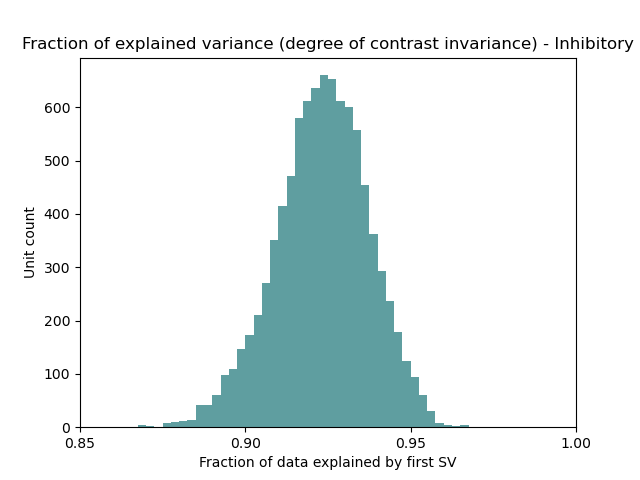 Fraction of explained variance (degree of contrast invariance) - Inhibitory
600
500
400
300
200
100
0
Unit count
0.85 0.90 0.95 1.00
Fraction of data explained by first SV